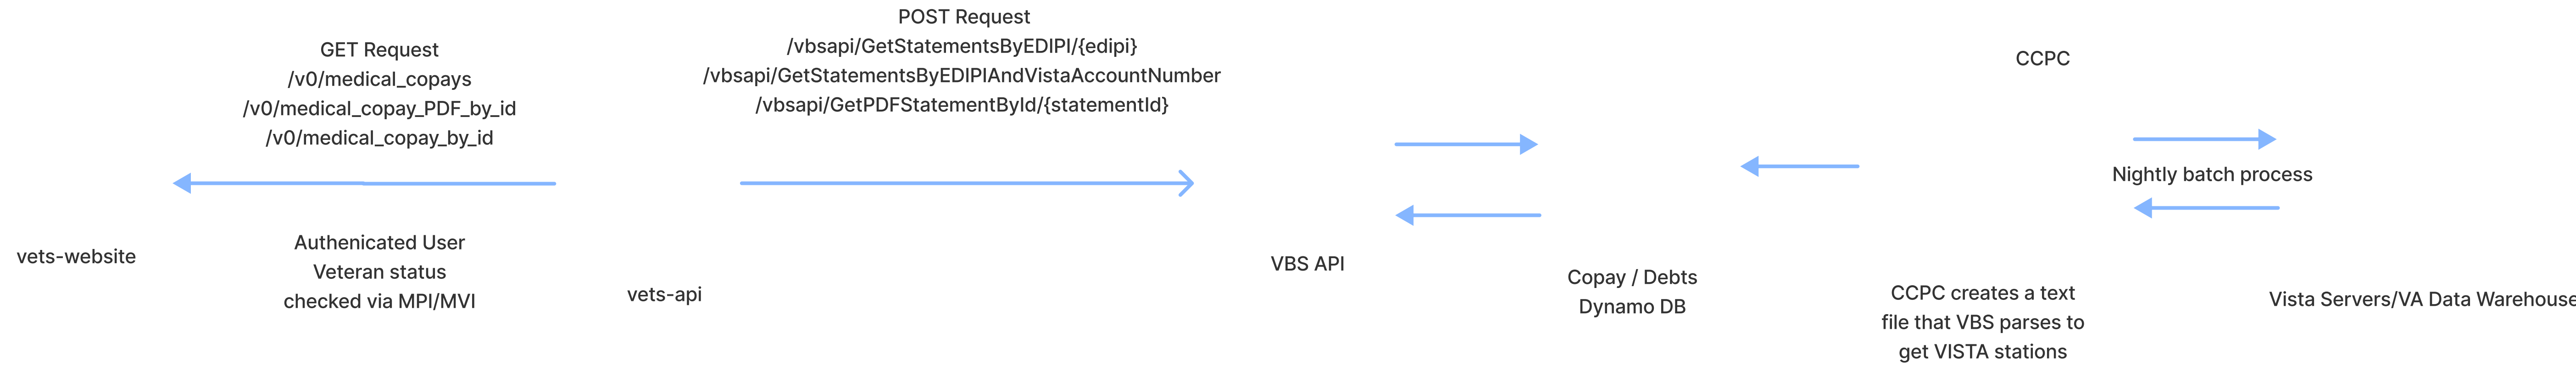 POST Request
/vbsapi/GetStatementsByEDIPI/{edipi}
/vbsapi/GetStatementsByEDIPIAndVistaAccountNumber
/vbsapi/GetPDFStatementById/{statementId}
GET Request
/v0/medical_copays
/v0/medical_copay_PDF_by_id
/v0/medical_copay_by_id
CCPC
Nightly batch process
vets-website
Authenicated User
Veteran status
checked via MPI/MVI
vets-api
VBS API
Copay / Debts
Dynamo DB
CCPC creates a text
file that VBS parses to
get VISTA stations
Vista Servers/VA Data Warehouse